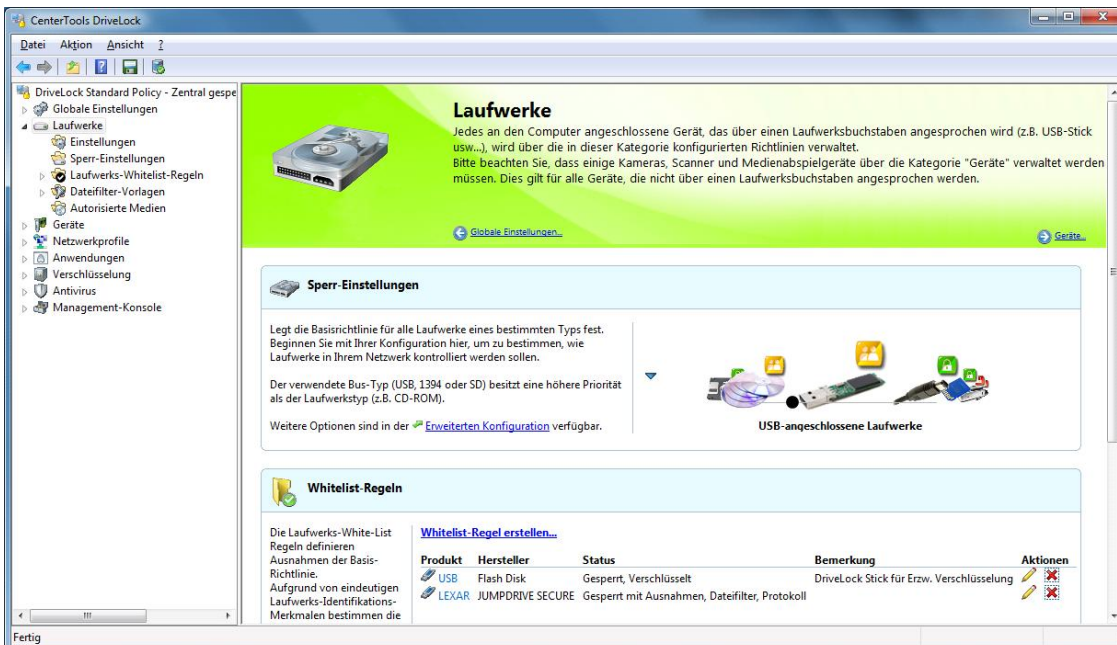 CenterTools DriveLock
Datei Aktion Ansicht ?
DriveLock Standard Policy - Zentral gespe
Globale Einstellungen
Laufwerke
Einstellungen
Sperr-Einstellungen
Laufwerks-Whitelist-Regeln
Dateifilter-Vorlagen
Autorisierte Medien
Geräte
Netzwerkprofile
Anwendungen
Verschlüsselung
Antivirus
Management-Konsole
Laufwerke
Jedes an den Computer angeschlossene Gerät, das über einen Laufwerksbuchstaben angesprochen wird (z.B. USB-Stick
usw...), wird über die in dieser Kategorie konfigurierten Richtlinien verwaltet.
Bitte beachten Sie, dass einige Kameras, Scanner und Medienabspielgeräte über die Kategorie "Geräte" verwaltet werden
müssen. Dies gilt für alle Geräte, die nicht über einen Laufwerksbuchstaben angesprochen werden.
Globale Einstellungen...
Geräte...
Sperr-Einstellungen
Legt die Basisrichtlinie für alle Laufwerke eines bestimmten Typs fest.
Beginnen Sie mit Ihrer Konfiguration hier, um zu bestimmen, wie
Laufwerke in Ihrem Netzwerk kontrolliert werden sollen.
Der verwendete Bus-Typ (USB, 1394 oder SD) besitzt eine höhere Priorität
als der Laufwerkstyp (z.B. CD-ROM).
Weitere Optionen sind in der Erweiterten Konfiguration verfügbar.
USB-angeschlossene Laufwerke
Whitelist-Regeln
Die Laufwerks-White-List
Regeln definieren
Ausnahmen der Basis-
Richtlinie.
Aufgrund von eindeutigen
Laufwerks-Identifikations-
Merkmalen bestimmen die
Whitelist-Regel erstellen...
Produkt Hersteller Status Bemerkung Aktionen
USB Flash Disk Gesperrt, Verschlüsselt DriveLock Stick für Erzw. Verschlüsselung
LEXAR JUMPDRIVE SECURE Gesperrt mit Ausnahmen, Dateifilter, Protokoll
Fertig